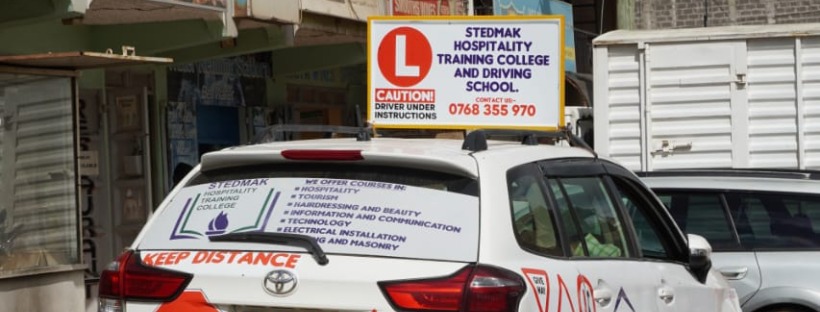 STEDMAK
HOSPITALITY
TRAINING COLLEGE
AND DRIVING
SCHOOL.
CONTACT US:-
0768 355 970
L
CAUTION!
DRIVER UNDER
INSTRUCTIONS
STEDMAK
HOSPITALITY
TRAINING
COLLEGE
WE OFFER COURSES IN:
HOSPITALITY
TOURISM
HAIRDRESSING AND BEAUTY
INFORMATION AND COMMUNICATION
TECHNOLOGY
ELECTRICAL INSTALLATION
AND MASONRY
KEEP DISTANCE
GIVE
WAY